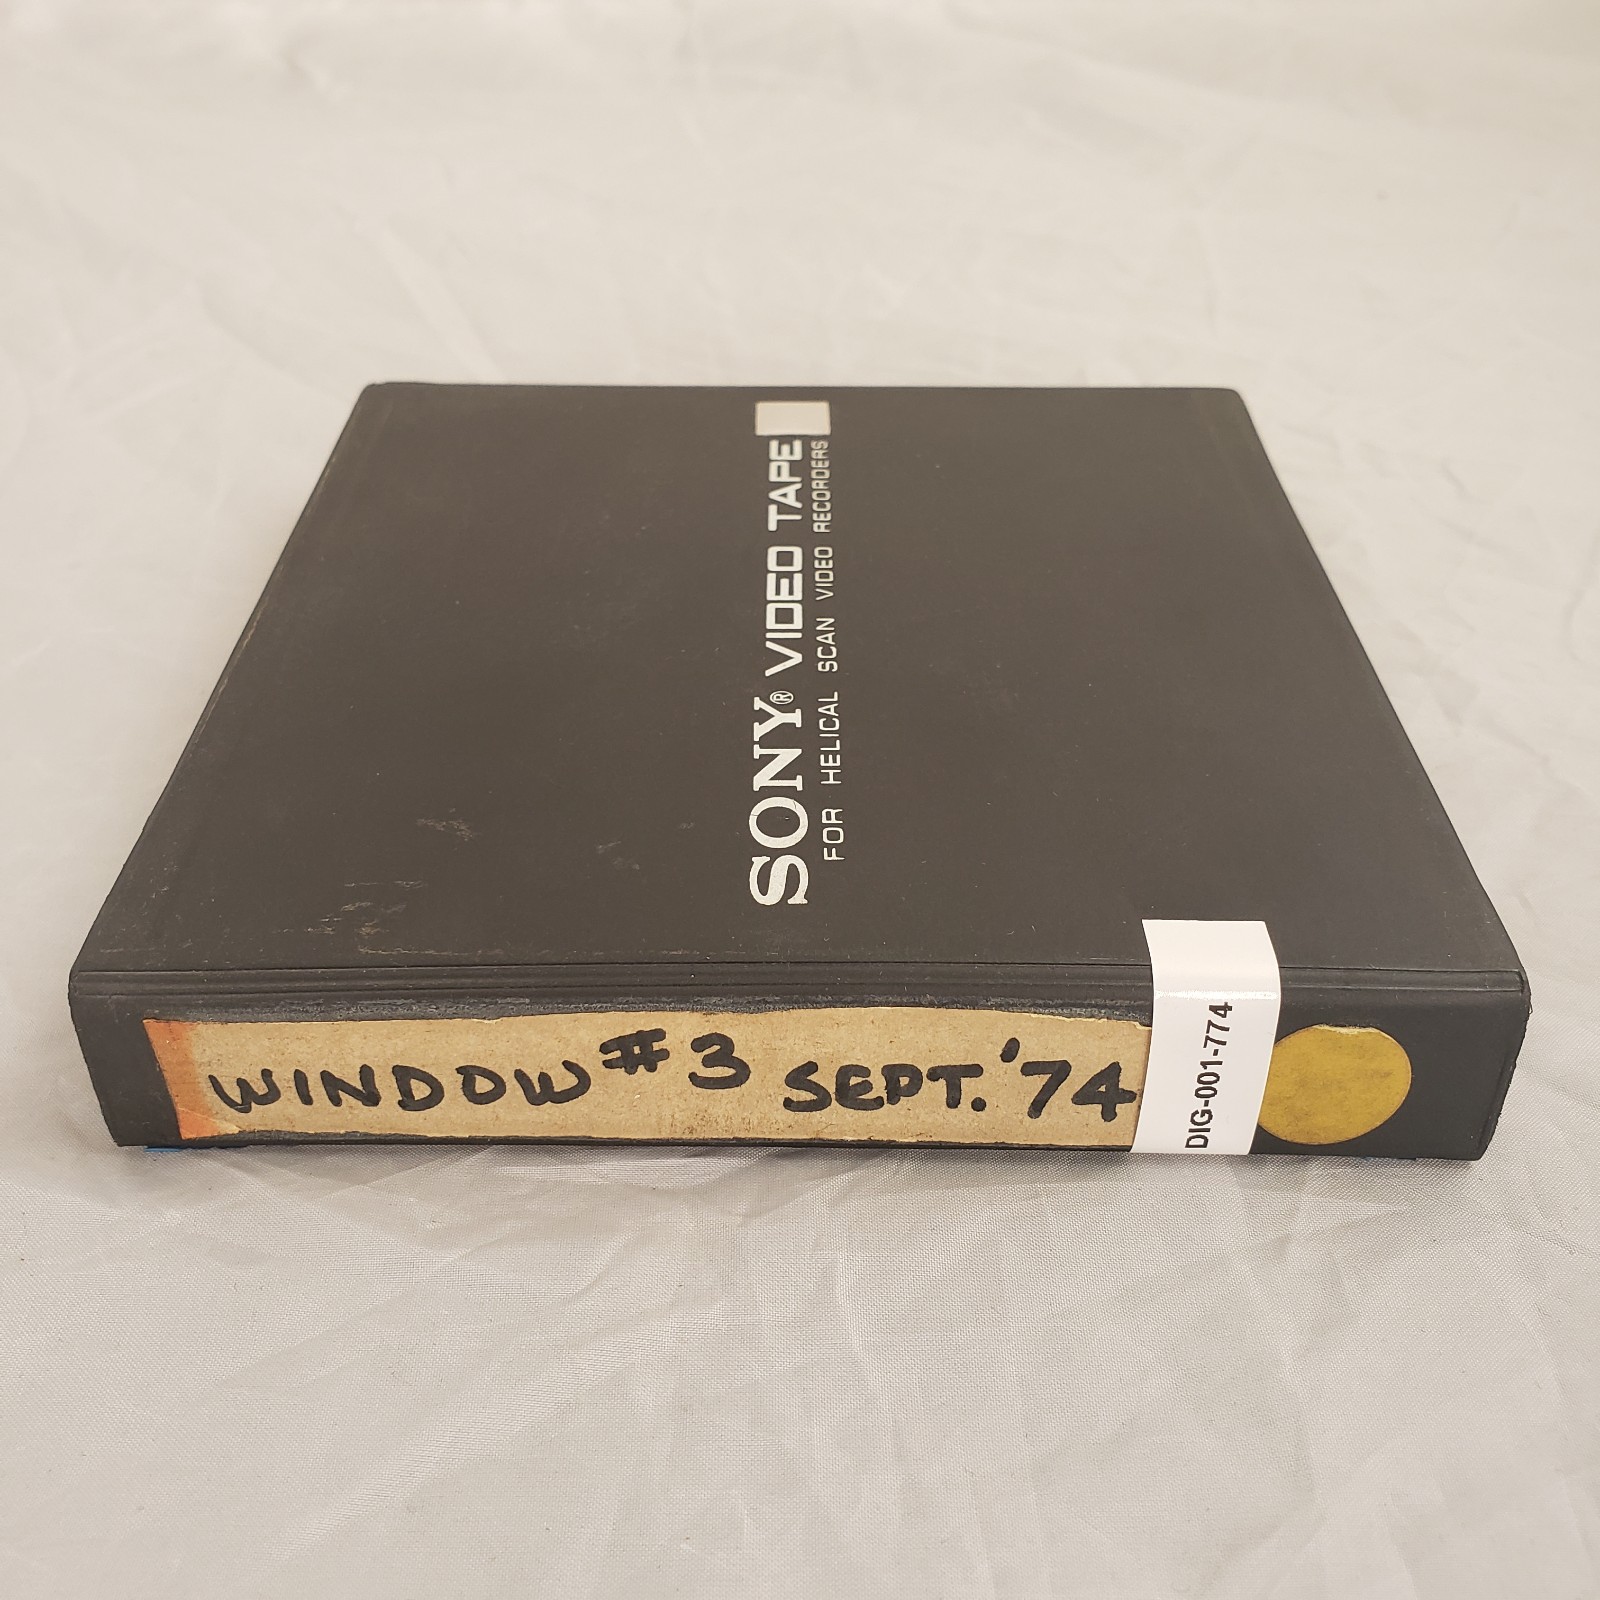 SONY® VIDEO TAPE
FOR HELICAL SCAN VIDEO RECORDERS
WINDOW #3 SEPT. '74
DIG-001-774